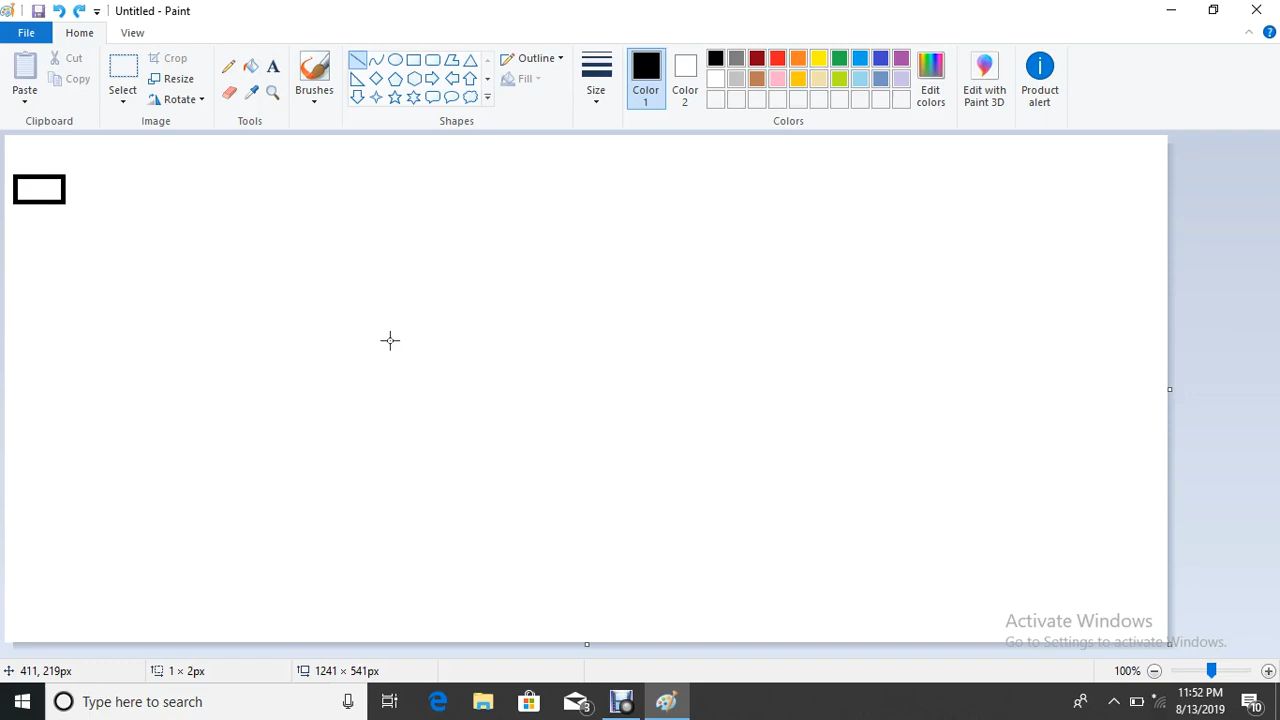 Untitled - Paint
File Home View
Paste
Cut
Copy
Clipboard
Select
Crop
Resize
Rotate
Image
A
Tools
Brushes
Shapes
Outline
Fill
Size
Color 1
Color 2
Colors
Edit colors
Edit with Paint 3D
Product alert
Activate Windows
Go to Settings to activate Windows.
411, 219px
1 × 2px
1241 × 541px
100%
Type here to search
3
11:52 PM
8/13/2019
10